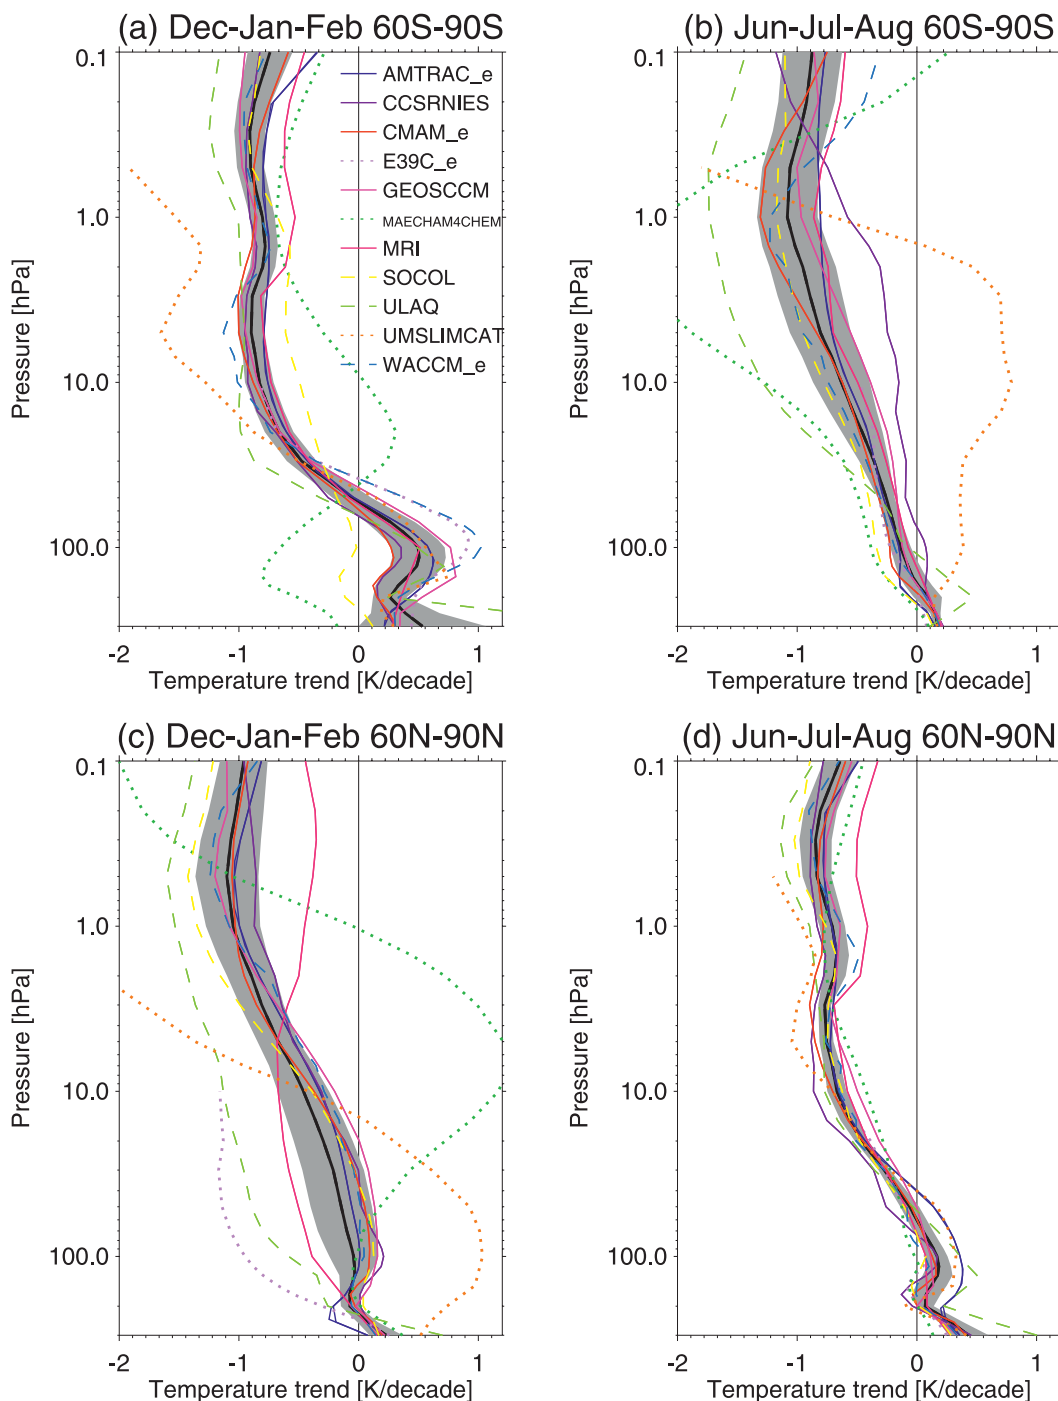 (a) Dec-Jan-Feb 60S-90S
0.1
1.0
10.0
100.0
Pressure [hPa]
AMTRAC_e
CCSRNIES
CMAM_e
E39C_e
GEOSCCM
MAECHAM4CHEM
MRI
SOCOL
ULAQ
UMSLIMCAT
WACCM_e
-2 -1 0 1
Temperature trend [K/decade]
(b) Jun-Jul-Aug 60S-90S
0.1
1.0
10.0
100.0
Pressure [hPa]
-2 -1 0 1
Temperature trend [K/decade]
(c) Dec-Jan-Feb 60N-90N
0.1
1.0
10.0
100.0
Pressure [hPa]
-2 -1 0 1
Temperature trend [K/decade]
(d) Jun-Jul-Aug 60N-90N
0.1
1.0
10.0
100.0
Pressure [hPa]
-2 -1 0 1
Temperature trend [K/decade]